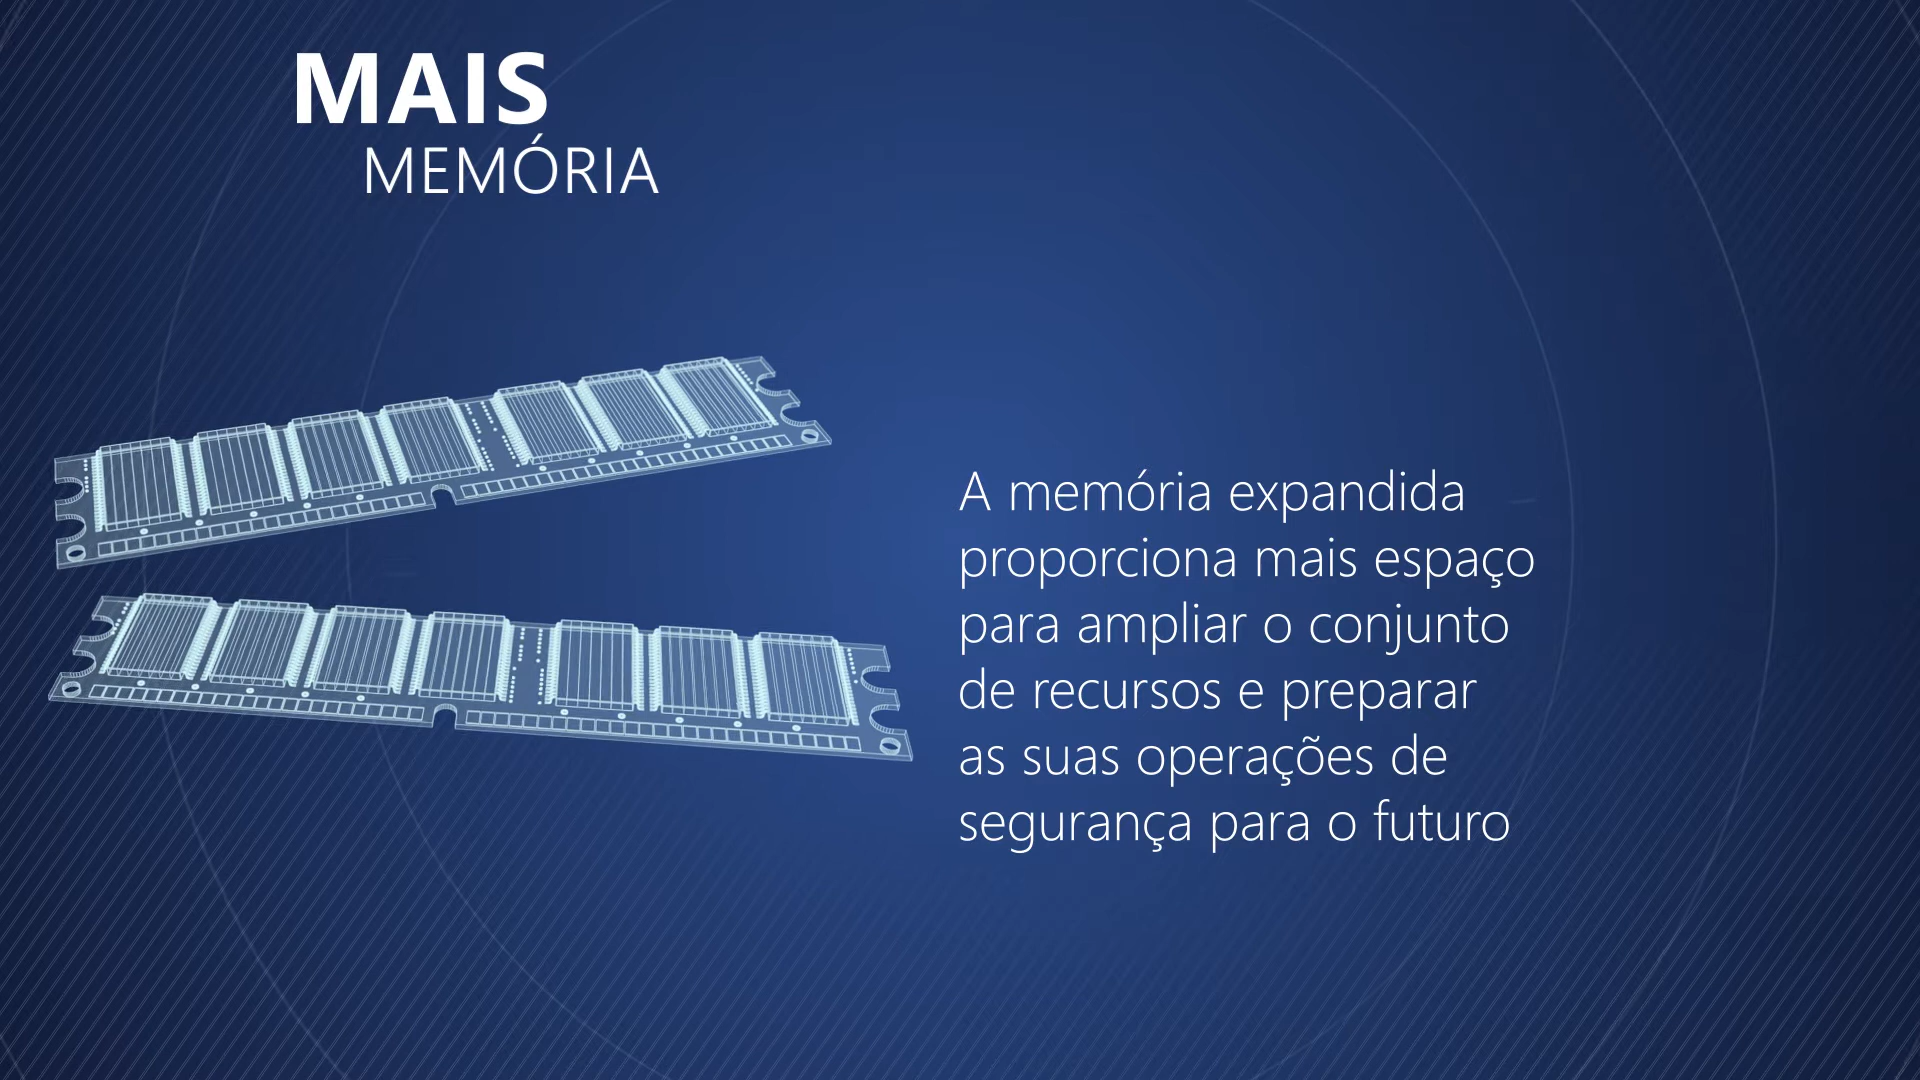 MAIS
MEMÓRIA
A memória expandida
proporciona mais espaço
para ampliar o conjunto
de recursos e preparar
as suas operações de
segurança para o futuro